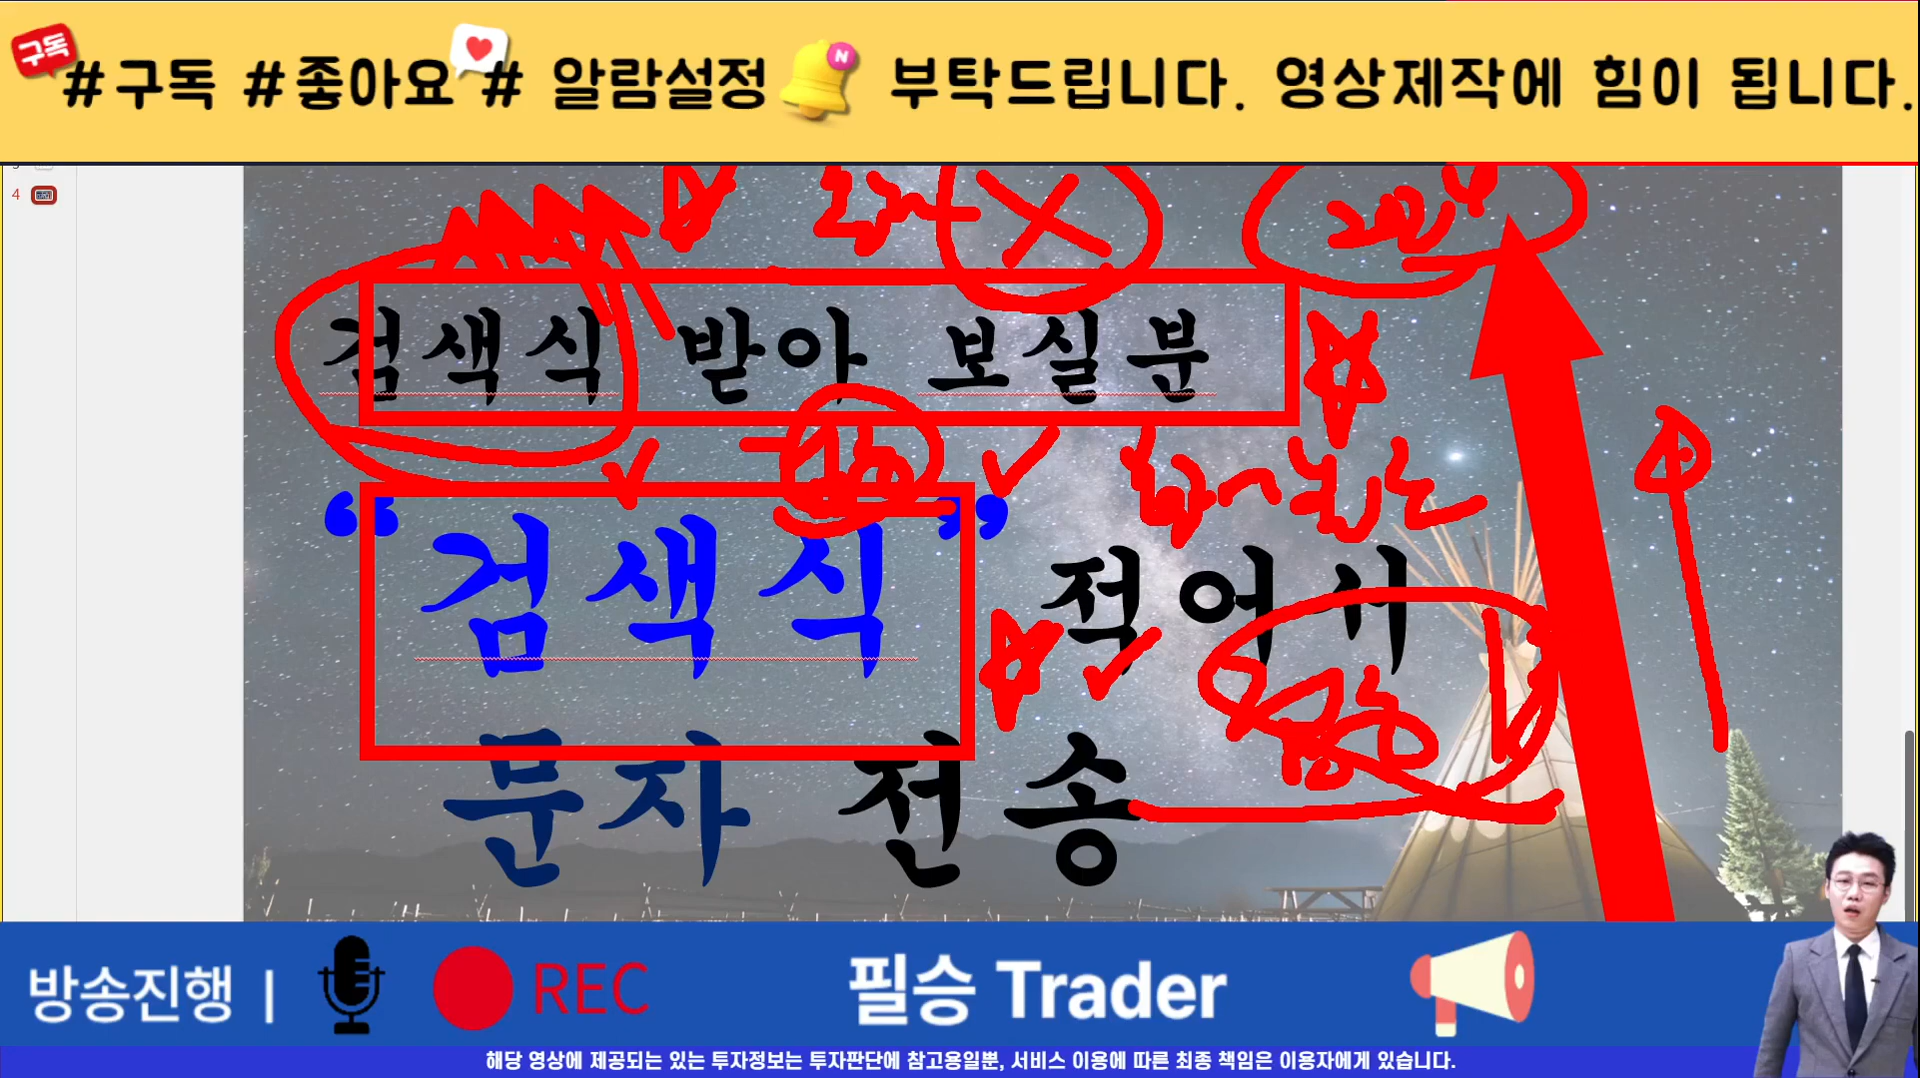 구독
#구독 #좋아요 # 알람설정 N 부탁드립니다. 영상제작에 힘이 됩니다.
4
검색식 받아 보실분
“검색식” 적어서
문자 전송
방송진행 | REC 필승 Trader
해당 영상에 제공되는 있는 투자정보는 투자판단에 참고용일뿐, 서비스 이용에 따른 최종 책임은 이용자에게 있습니다.